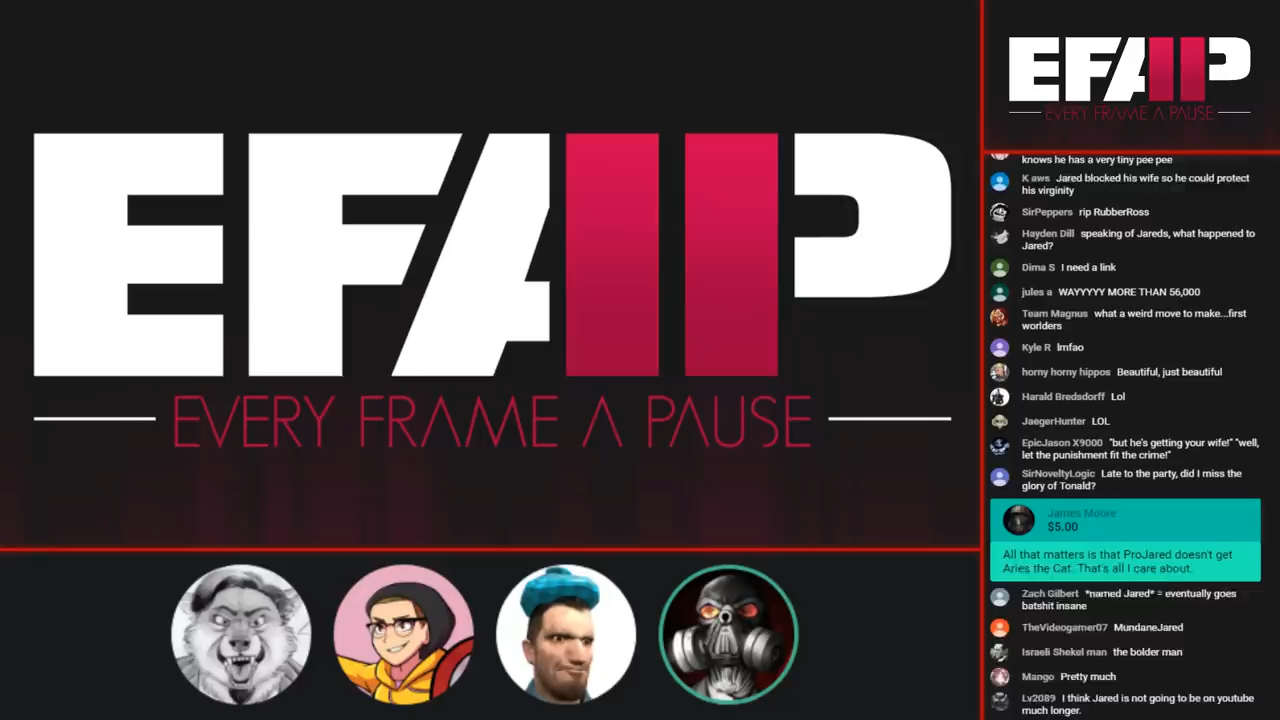 EFAP
EVERY FRAME A PAUSE
EFAP
EVERY FRAME A PAUSE
knows he has a very tiny pee pee
K aws Jared blocked his wife so he could protect
his virginity
SirPeppers rip RubberRoss
Hayden Dill speaking of Jareds, what happened to
Jared?
Dima S I need a link
jules a WAYYYYY MORE THAN 56,000
Team Magnus what a weird move to make...first
worlders
Kyle R lmfao
horny horny hippos Beautiful, just beautiful
Harald Bredsdorff Lol
JaegerHunter LOL
EpicJason X9000 "but he's getting your wife!" "well,
let the punishment fit the crime!"
SirNoveltyLogic Late to the party, did I miss the
glory of Tonald?
James Moore
$5.00
All that matters is that ProJared doesn't get
Aries the Cat. That's all I care about.
Zach Gilbert *named Jared* = eventually goes
batshit insane
TheVideogamer07 MundaneJared
Israeli Shekel man the bolder man
Mango Pretty much
Lv2089 I think Jared is not going to be on youtube
much longer.